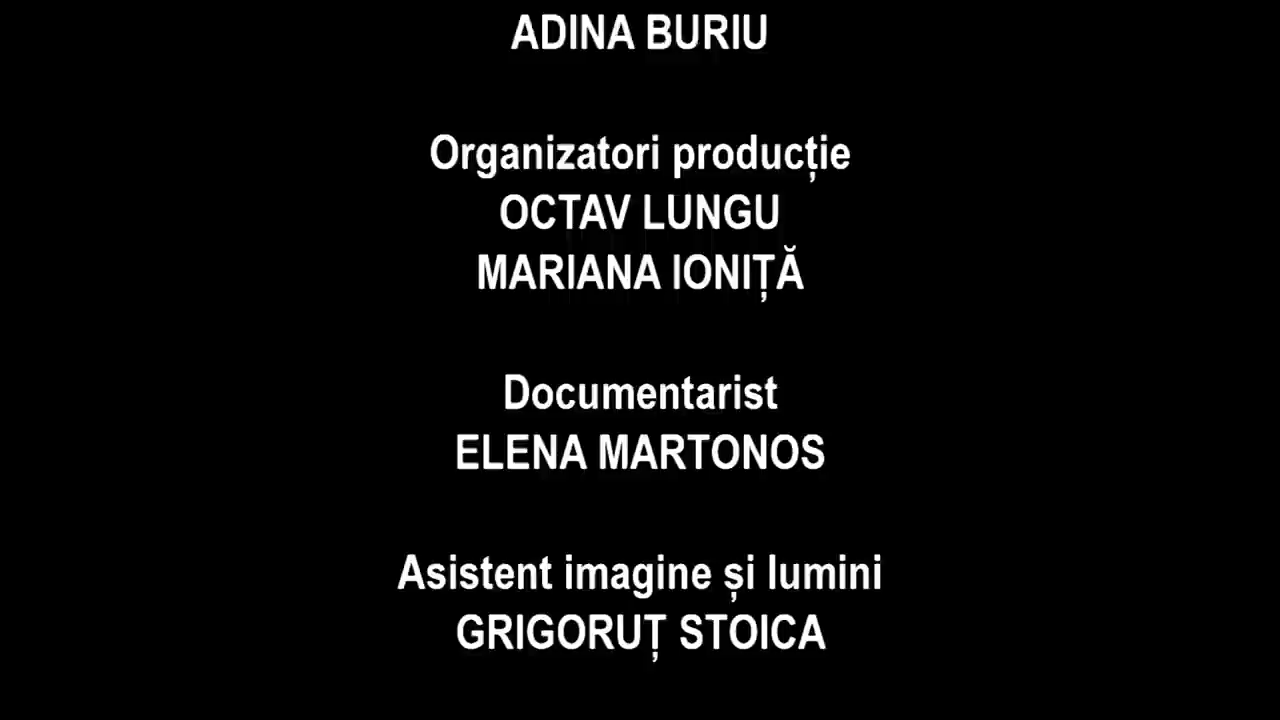 ADINA BURIU
Organizatori producție
OCTAV LUNGU
MARIANA IONIȚĂ
Documentarist
ELENA MARTONOS
Asistent imagine și lumini
GRIGORUȚ STOICA